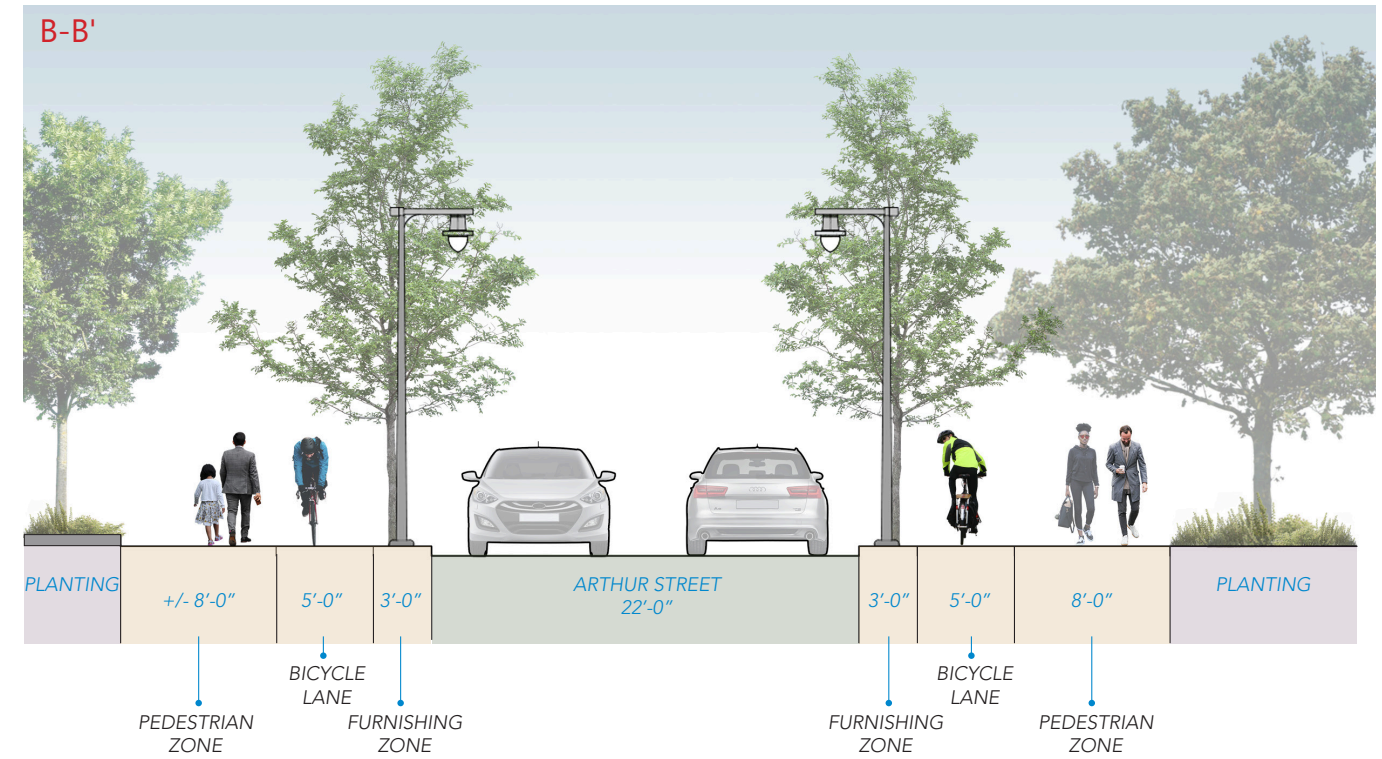 B-B'
PLANTING
+/- 8'-0"
5'-0"
3'-0"
ARTHUR STREET
22'-0"
3'-0"
5'-0"
8'-0"
PLANTING
PEDESTRIAN
ZONE
BICYCLE
LANE
FURNISHING
ZONE
FURNISHING
ZONE
BICYCLE
LANE
PEDESTRIAN
ZONE